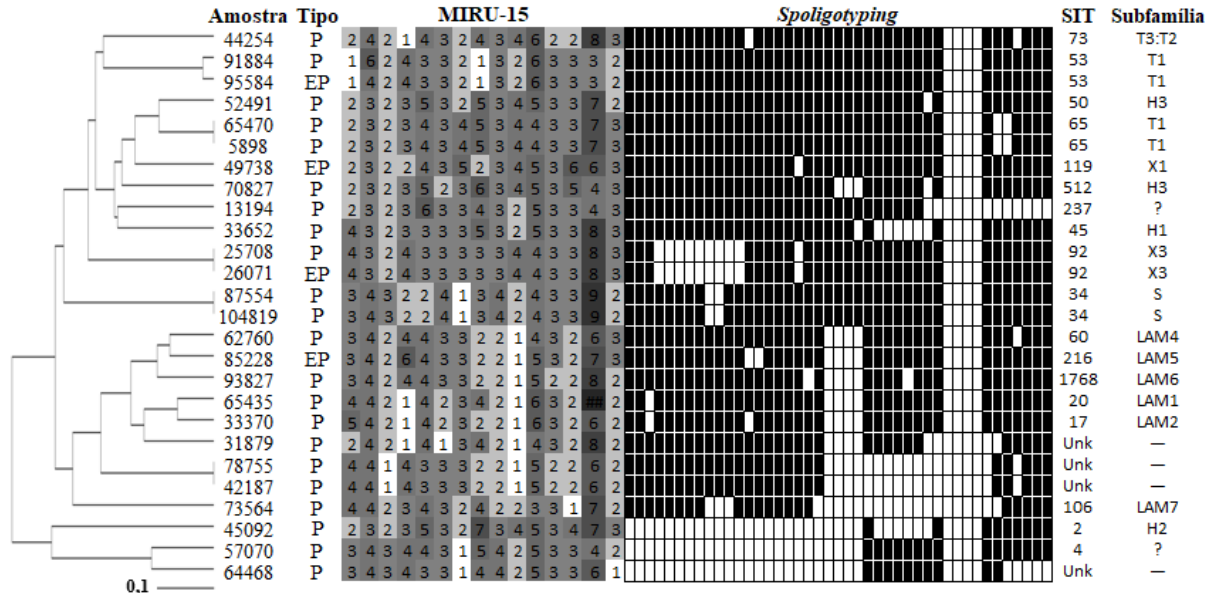 Amostra Tipo MIRU-15 Spoligotyping SIT Subfamília
44254 P 2 4 2 1 4 3 2 4 3 4 6 2 2 8 3 73 T3:T2
91884 P 1 6 2 4 3 3 2 1 3 2 6 3 3 3 2 53 T1
95584 EP 1 4 2 4 3 3 2 1 3 2 6 3 3 3 2 53 T1
52491 P 2 3 2 3 5 3 2 5 3 4 5 3 3 7 2 50 H3
65470 P 2 3 2 3 4 3 4 5 3 4 4 3 3 7 3 65 T1
5898 P 2 3 2 3 4 3 4 5 3 4 4 3 3 7 3 65 T1
49738 EP 2 3 2 2 4 3 5 2 3 4 5 3 6 6 3 119 X1
70827 P 2 3 2 3 5 2 3 6 3 4 5 3 5 4 3 512 H3
13194 P 2 3 2 3 6 3 3 4 3 2 5 3 3 4 3 237 ?
33652 P 4 3 2 3 3 3 3 5 3 2 5 3 3 8 3 45 H1
25708 P 4 3 2 4 3 3 3 3 3 4 4 3 3 8 3 92 X3
26071 EP 4 3 2 4 3 3 3 3 3 4 4 3 3 8 3 92 X3
87554 P 3 4 3 2 2 4 1 3 4 2 4 3 3 9 2 34 S
104819 P 3 4 3 2 2 4 1 3 4 2 4 3 3 9 2 34 S
62760 P 3 4 2 4 4 3 3 2 2 1 4 3 2 6 3 60 LAM4
85228 EP 3 4 2 6 4 3 3 2 2 1 5 3 2 7 3 216 LAM5
93827 P 3 4 2 4 4 3 3 2 2 1 5 2 2 8 2 1768 LAM6
65435 P 4 4 2 1 4 2 3 4 2 1 6 3 2 ## 2 20 LAM1
33370 P 5 4 2 1 4 2 3 2 2 1 6 3 2 6 2 17 LAM2
31879 P 2 4 2 1 4 1 3 4 2 1 4 3 2 8 2 Unk —
78755 P 4 4 1 4 3 3 3 2 2 1 5 2 2 6 2 Unk —
42187 P 4 4 1 4 3 3 3 2 2 1 5 2 2 6 2 Unk —
73564 P 4 4 2 3 4 3 2 4 2 2 3 3 1 7 2 106 LAM7
45092 P 2 3 2 3 5 3 2 7 3 4 5 3 4 7 3 2 H2
57070 P 3 4 3 4 4 3 1 5 4 2 5 3 3 4 2 4 ?
64468 P 3 4 3 4 3 3 1 4 4 2 5 3 3 6 1 Unk —
0,1